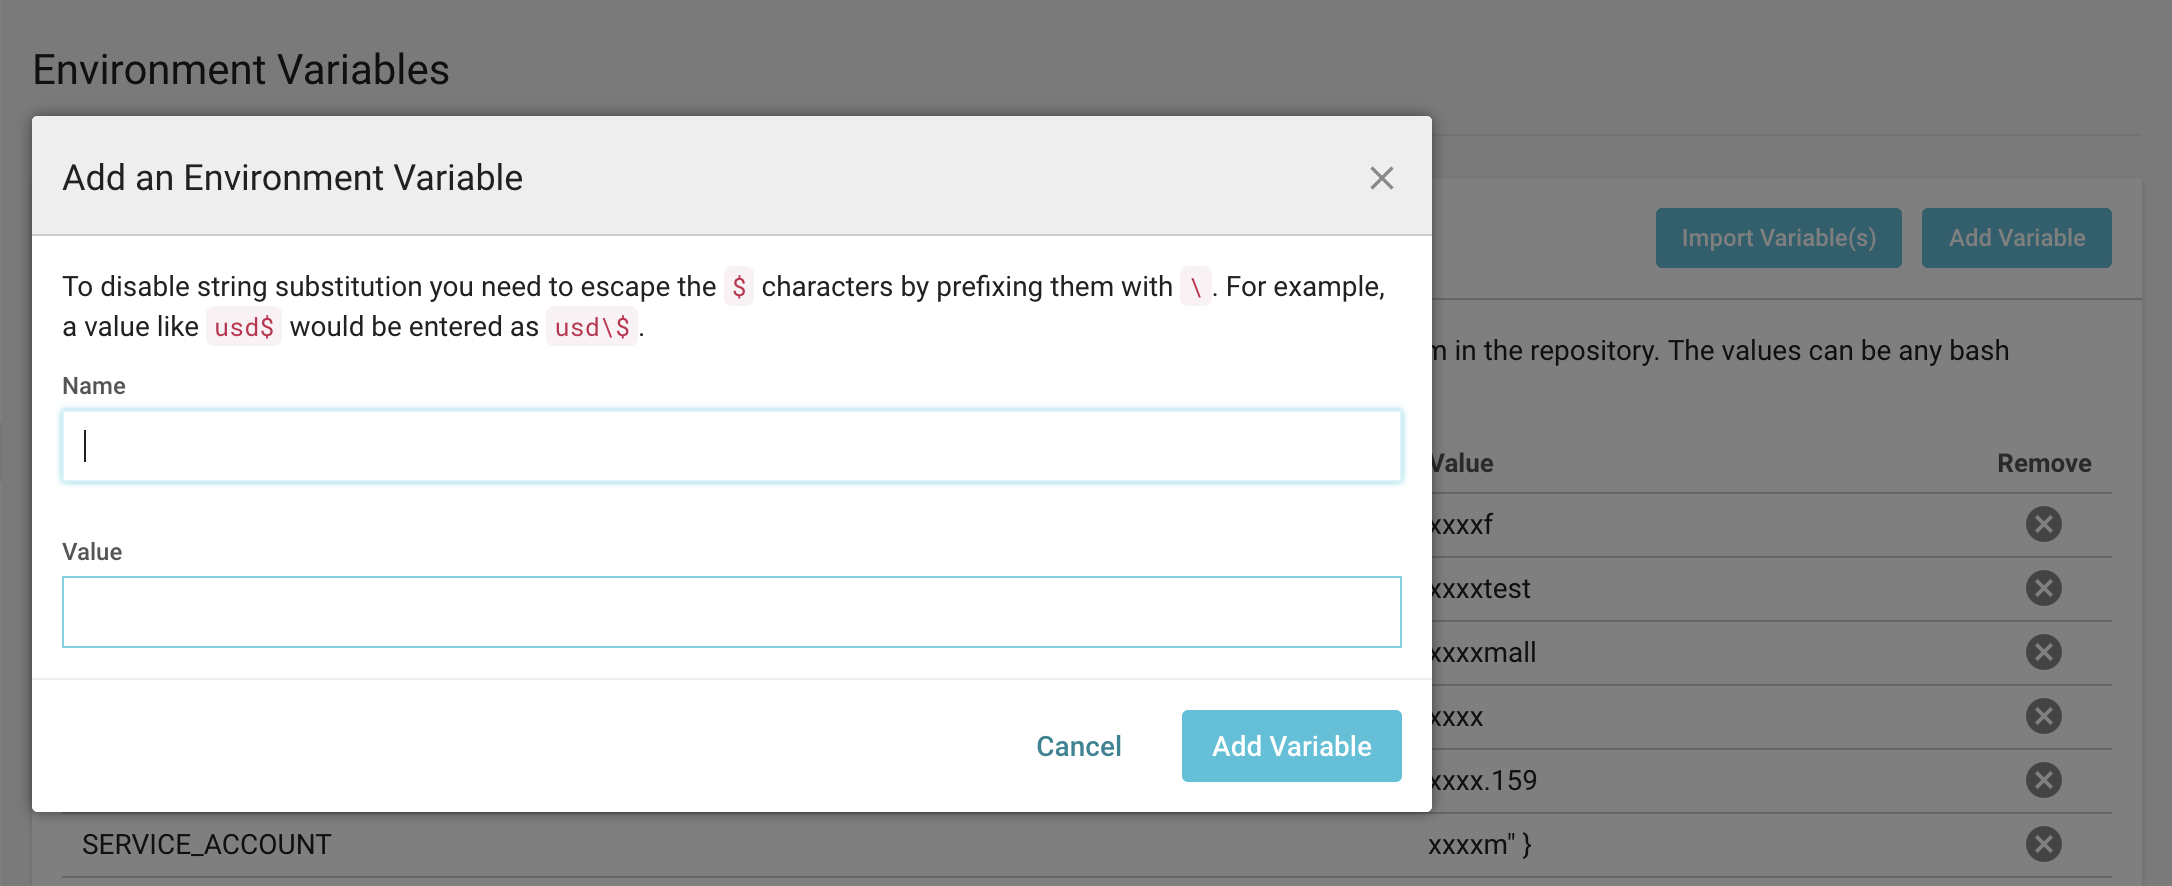 Environment Variables
Add an Environment Variable
Import Variable(s)
Add Variable
To disable string substitution you need to escape the $ characters by prefixing them with \. For example,
a value like usd$ would be entered as usd\$.
in the repository. The values can be any bash
Name
Value
Remove
xxxxf
Value
xxxxtest
xxxxmall
xxxx
Cancel
Add Variable
xxxx.159
SERVICE_ACCOUNT
xxxxm" }